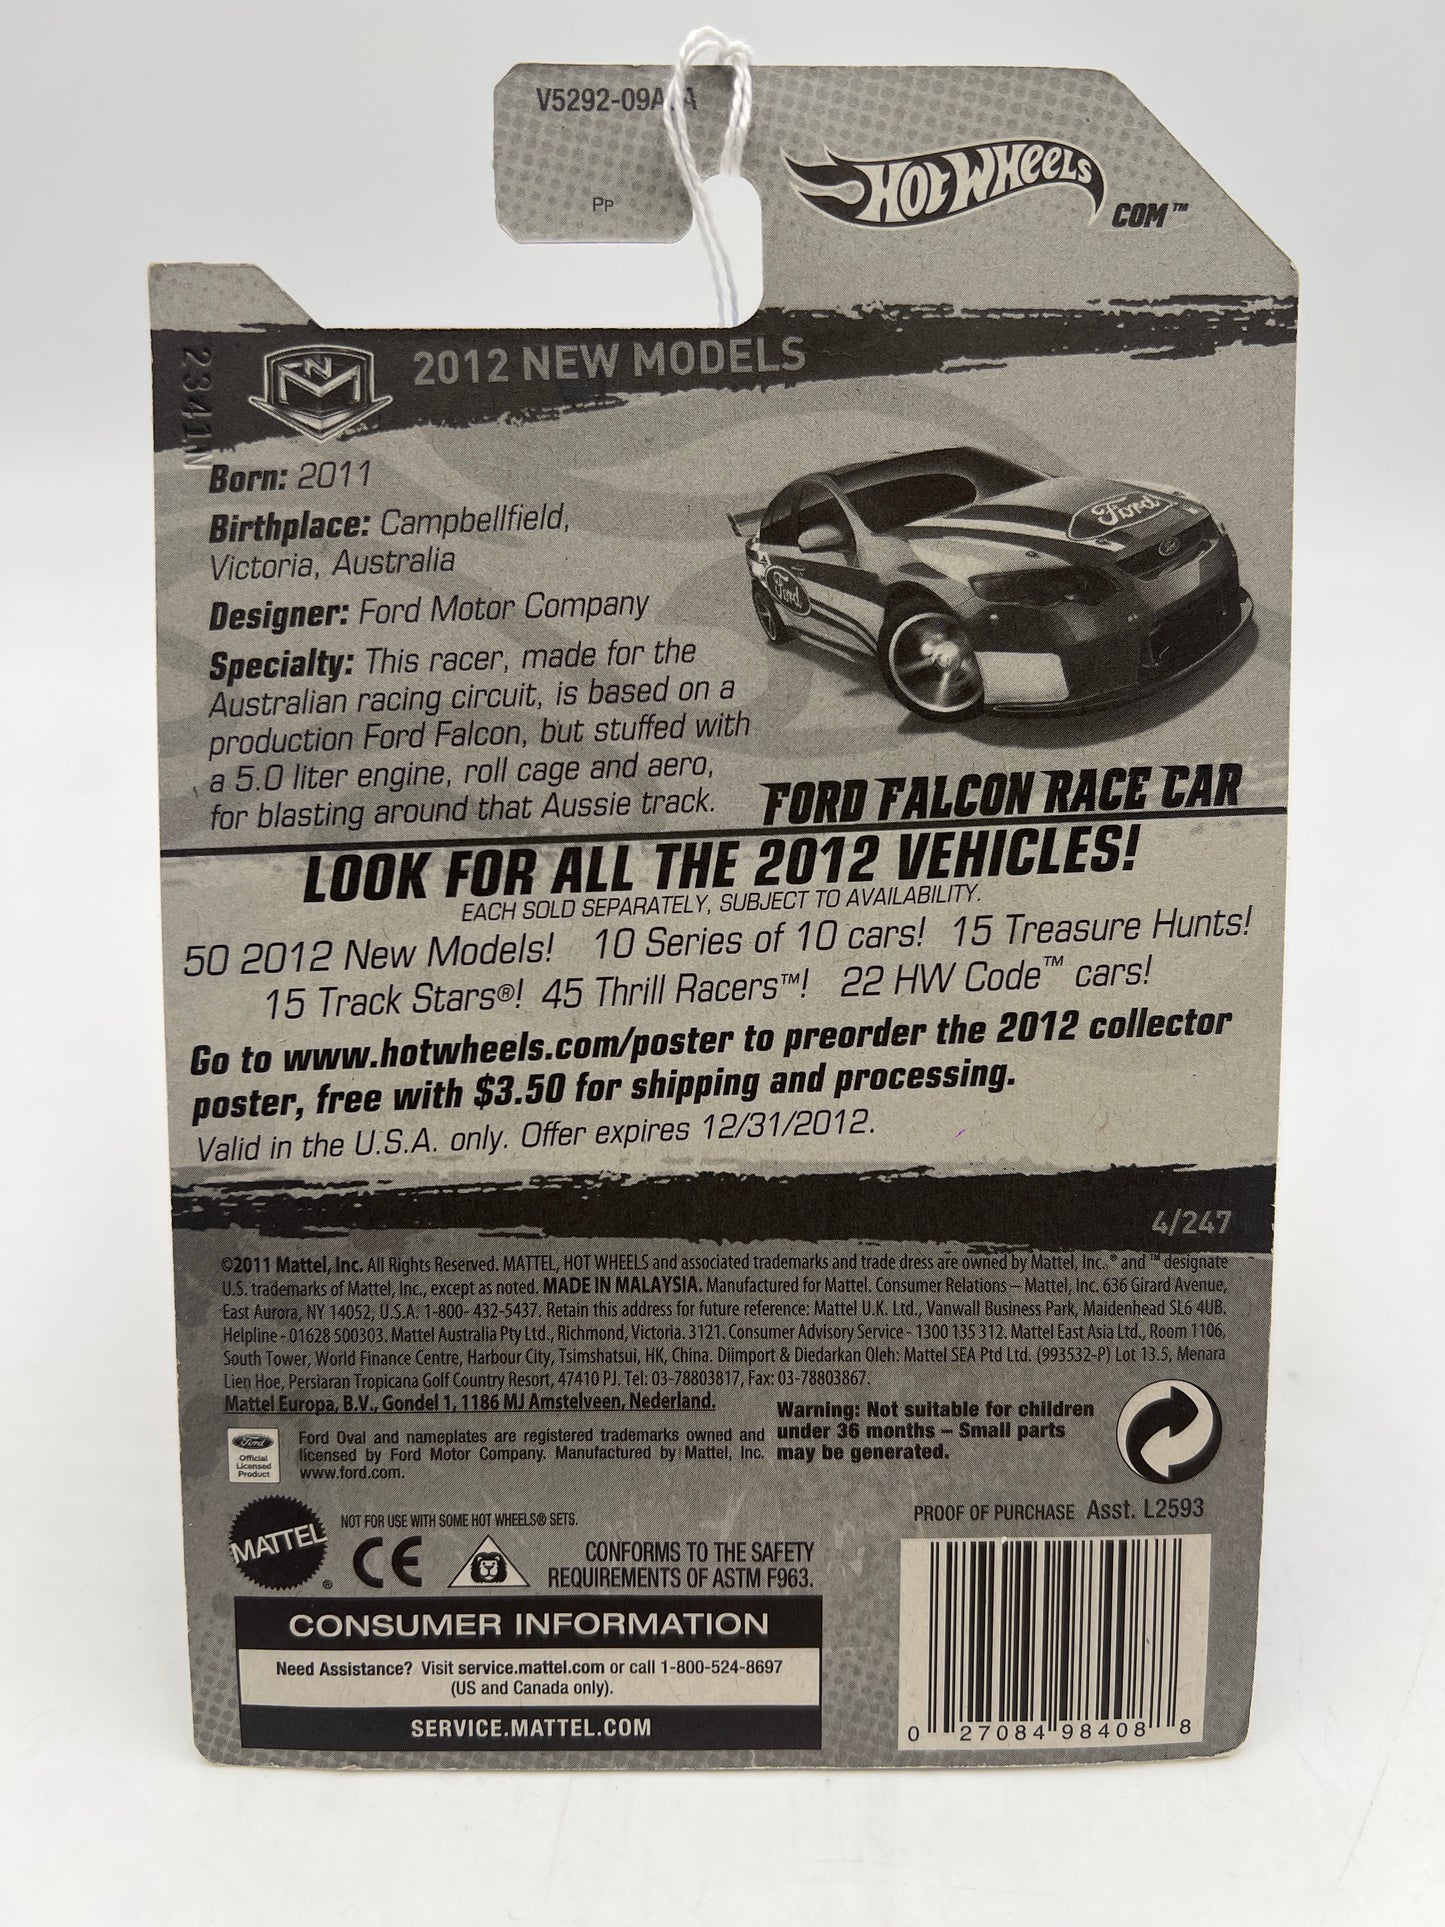 Pp
HOT WHEELS
COM™
2012 NEW MODELS
Born: 2011
Birthplace: Campbellfield,
Victoria, Australia
Designer: Ford Motor Company
Specialty: This racer, made for the
Australian racing circuit, is based on a
production Ford Falcon, but stuffed with
a 5.0 liter engine, roll cage and aero,
for blasting around that Aussie track.
Ford
Ford
FORD FALCON RACE CAR
LOOK FOR ALL THE 2012 VEHICLES!
EACH SOLD SEPARATELY, SUBJECT TO AVAILABILITY.
50 2012 New Models! 10 Series of 10 cars! 15 Treasure Hunts!
15 Track Stars®! 45 Thrill Racers™! 22 HW Code™ cars!
Go to www.hotwheels.com/poster to preorder the 2012 collector
poster, free with $3.50 for shipping and processing.
Valid in the U.S.A. only. Offer expires 12/31/2012.
4/247
©2011 Mattel, Inc. All Rights Reserved. MATTEL, HOT WHEELS and associated trademarks and trade dress are owned by Mattel, Inc. ® and ™ designate
U.S. trademarks of Mattel, Inc., except as noted. MADE IN MALAYSIA. Manufactured for Mattel. Consumer Relations – Mattel, Inc. 636 Girard Avenue,
East Aurora, NY 14052, U.S.A. 1-800- 432-5437. Retain this address for future reference: Mattel U.K. Ltd., Vanwall Business Park, Maidenhead SL6 4UB.
Helpline - 01628 500303. Mattel Australia Pty Ltd., Richmond, Victoria. 3121. Consumer Advisory Service - 1300 135 312. Mattel East Asia Ltd., Room 1106,
South Tower, World Finance Centre, Harbour City, Tsimshatsui, HK, China. Diimport & Diedarkan Oleh: Mattel SEA Ptd Ltd. (993532-P) Lot 13.5, Menara
Lien Hoe, Persiaran Tropicana Golf Country Resort, 47410 PJ. Tel: 03-78803817, Fax: 03-78803867.
Mattel Europa, B.V., Gondel 1, 1186 MJ Amstelveen, Nederland.
Warning: Not suitable for children
under 36 months – Small parts
may be generated.
Ford
Official
Licensed
Product
Ford Oval and nameplates are registered trademarks owned and
licensed by Ford Motor Company. Manufactured by Mattel, Inc.
www.ford.com.
PROOF OF PURCHASE Asst. L2593
MATTEL®
NOT FOR USE WITH SOME HOT WHEELS® SETS.
CE
CONFORMS TO THE SAFETY
REQUIREMENTS OF ASTM F963.
CONSUMER INFORMATION
Need Assistance? Visit service.mattel.com or call 1-800-524-8697
(US and Canada only).
SERVICE.MATTEL.COM
0 27084 98408 8